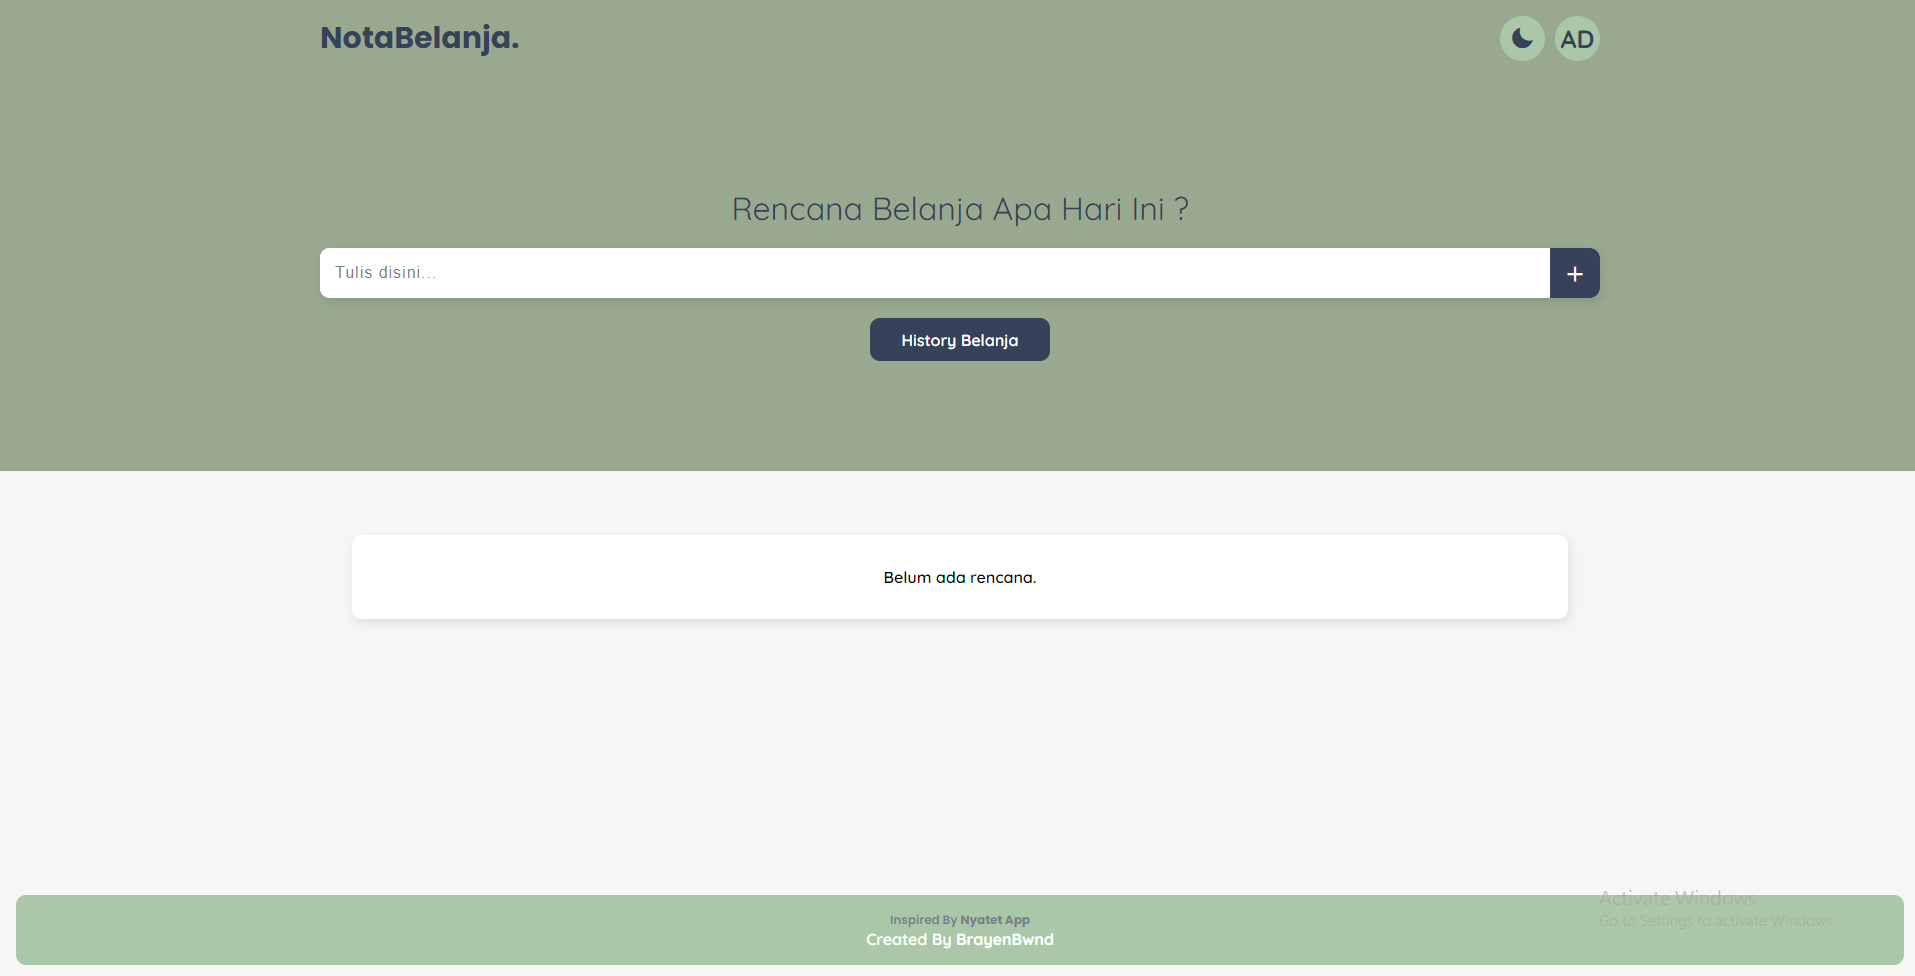 NotaBelanja.
AD
Rencana Belanja Apa Hari Ini ?
Tulis disini...
+
History Belanja
Belum ada rencana.
Activate Windows
Go to Settings to activate Windows.
Inspired By Nyatet App
Created By BrayenBwnd